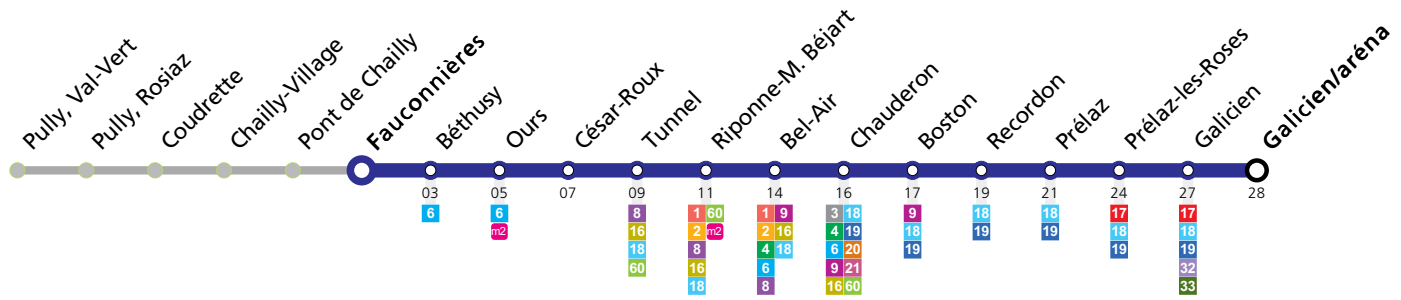 Pully, Val-Vert
Pully, Rosiaz
Coudrette
Chailly-Village
Pont de Chailly
Fauconnières
Béthusy
Ours
César-Roux
Tunnel
Riponne-M. Béjart
Bel-Air
Chauderon
Boston
Recordon
Prélaz
Prélaz-les-Roses
Galicien
Galicien/aréna
03 05 07 09 11 14 16 17 19 21 24 27 28
6
6
m2
8
16
18
60
1 60
2 m2
8
16
18
1 9
2 16
4 18
6
8
3 18
4 19
6 20
9 21
16 60
9
18
19
18
19
18
19
17
18
19
17
18
19
32
33